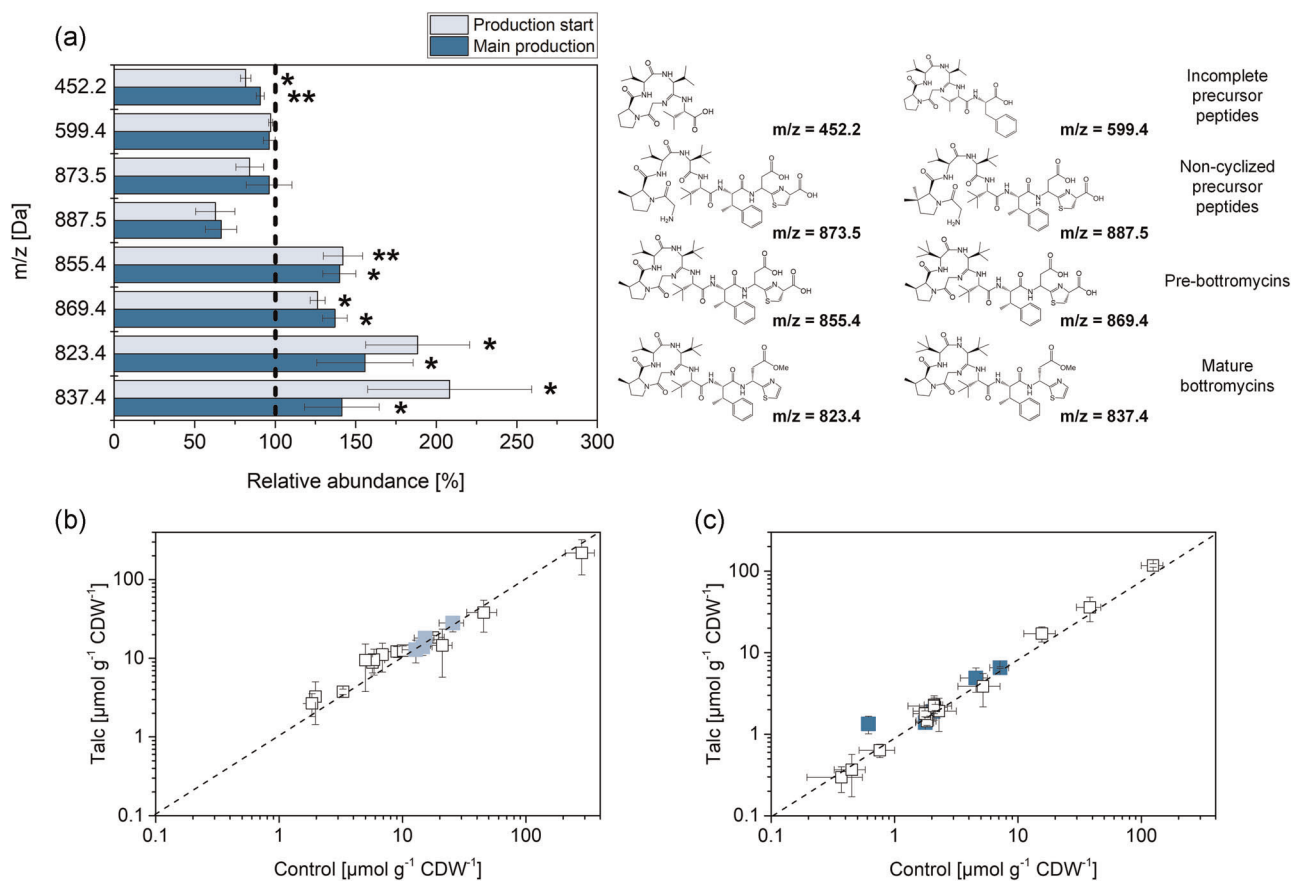 (a)
Production start
Main production
452.2
599.4
873.5
887.5
855.4
869.4
823.4
837.4
m/z [Da]
*
**
**
*
*
*
*
*
*
*
0
50
100
150
200
250
300
Relative abundance [%]
m/z = 452.2
m/z = 599.4
Incomplete
precursor
peptides
m/z = 873.5
m/z = 887.5
Non-cyclized
precursor
peptides
m/z = 855.4
m/z = 869.4
Pre-bottromycins
m/z = 823.4
m/z = 837.4
Mature
bottromycins
(b)
100
10
1
0.1
Talc [µmol g⁻¹ CDW⁻¹]
0.1
1
10
100
Control [µmol g⁻¹ CDW⁻¹]
(c)
100
10
1
0.1
Talc [µmol g⁻¹ CDW⁻¹]
0.1
1
10
100
Control [µmol g⁻¹ CDW⁻¹]